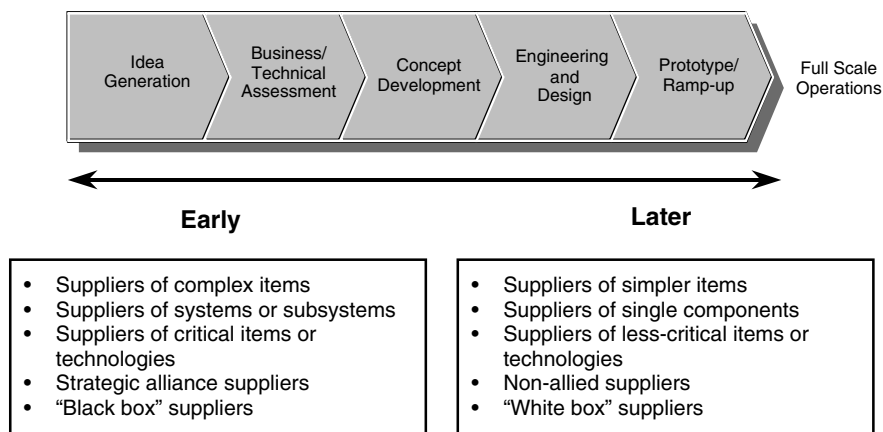 Idea
Generation
Business/
Technical
Assessment
Concept
Development
Engineering
and
Design
Prototype/
Ramp-up
Full Scale
Operations
Early
Later
• Suppliers of complex items
• Suppliers of systems or subsystems
• Suppliers of critical items or
technologies
• Strategic alliance suppliers
• “Black box” suppliers
• Suppliers of simpler items
• Suppliers of single components
• Suppliers of less-critical items or
technologies
• Non-allied suppliers
• “White box” suppliers